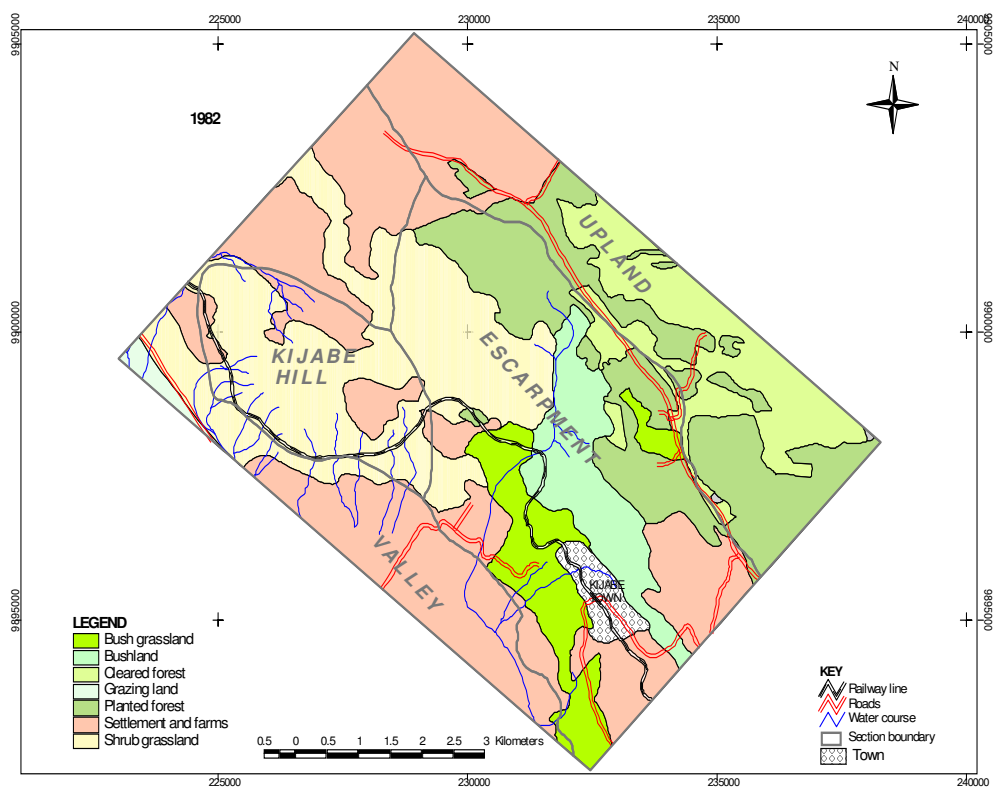 225000
230000
235000
240000
9905000
9905000
N
1982
UPLAND
9900000
9900000
ESCARPMENT
KIJABE
HILL
VALLEY
KIJABE
TOWN
9895000
9895000
LEGEND
Bush grassland
Bushland
Cleared forest
Grazing land
Planted forest
Settlement and farms
Shrub grassland
0.5 0 0.5 1 1.5 2 2.5 3 Kilometers
KEY
Railway line
Roads
Water course
Section boundary
Town
225000
230000
235000
240000